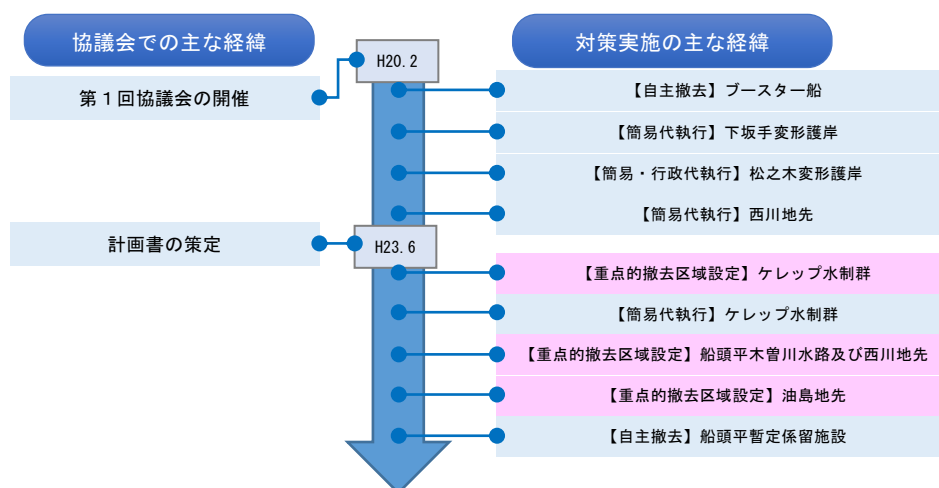 協議会での主な経緯
対策実施の主な経緯
H20.2
第1回協議会の開催
【自主撤去】ブースター船
【簡易代執行】下坂手変形護岸
【簡易・行政代執行】松之木変形護岸
【簡易代執行】西川地先
計画書の策定
H23.6
【重点的撤去区域設定】ケレップ水制群
【簡易代執行】ケレップ水制群
【重点的撤去区域設定】船頭平木曽川水路及び西川地先
【重点的撤去区域設定】油島地先
【自主撤去】船頭平暫定係留施設